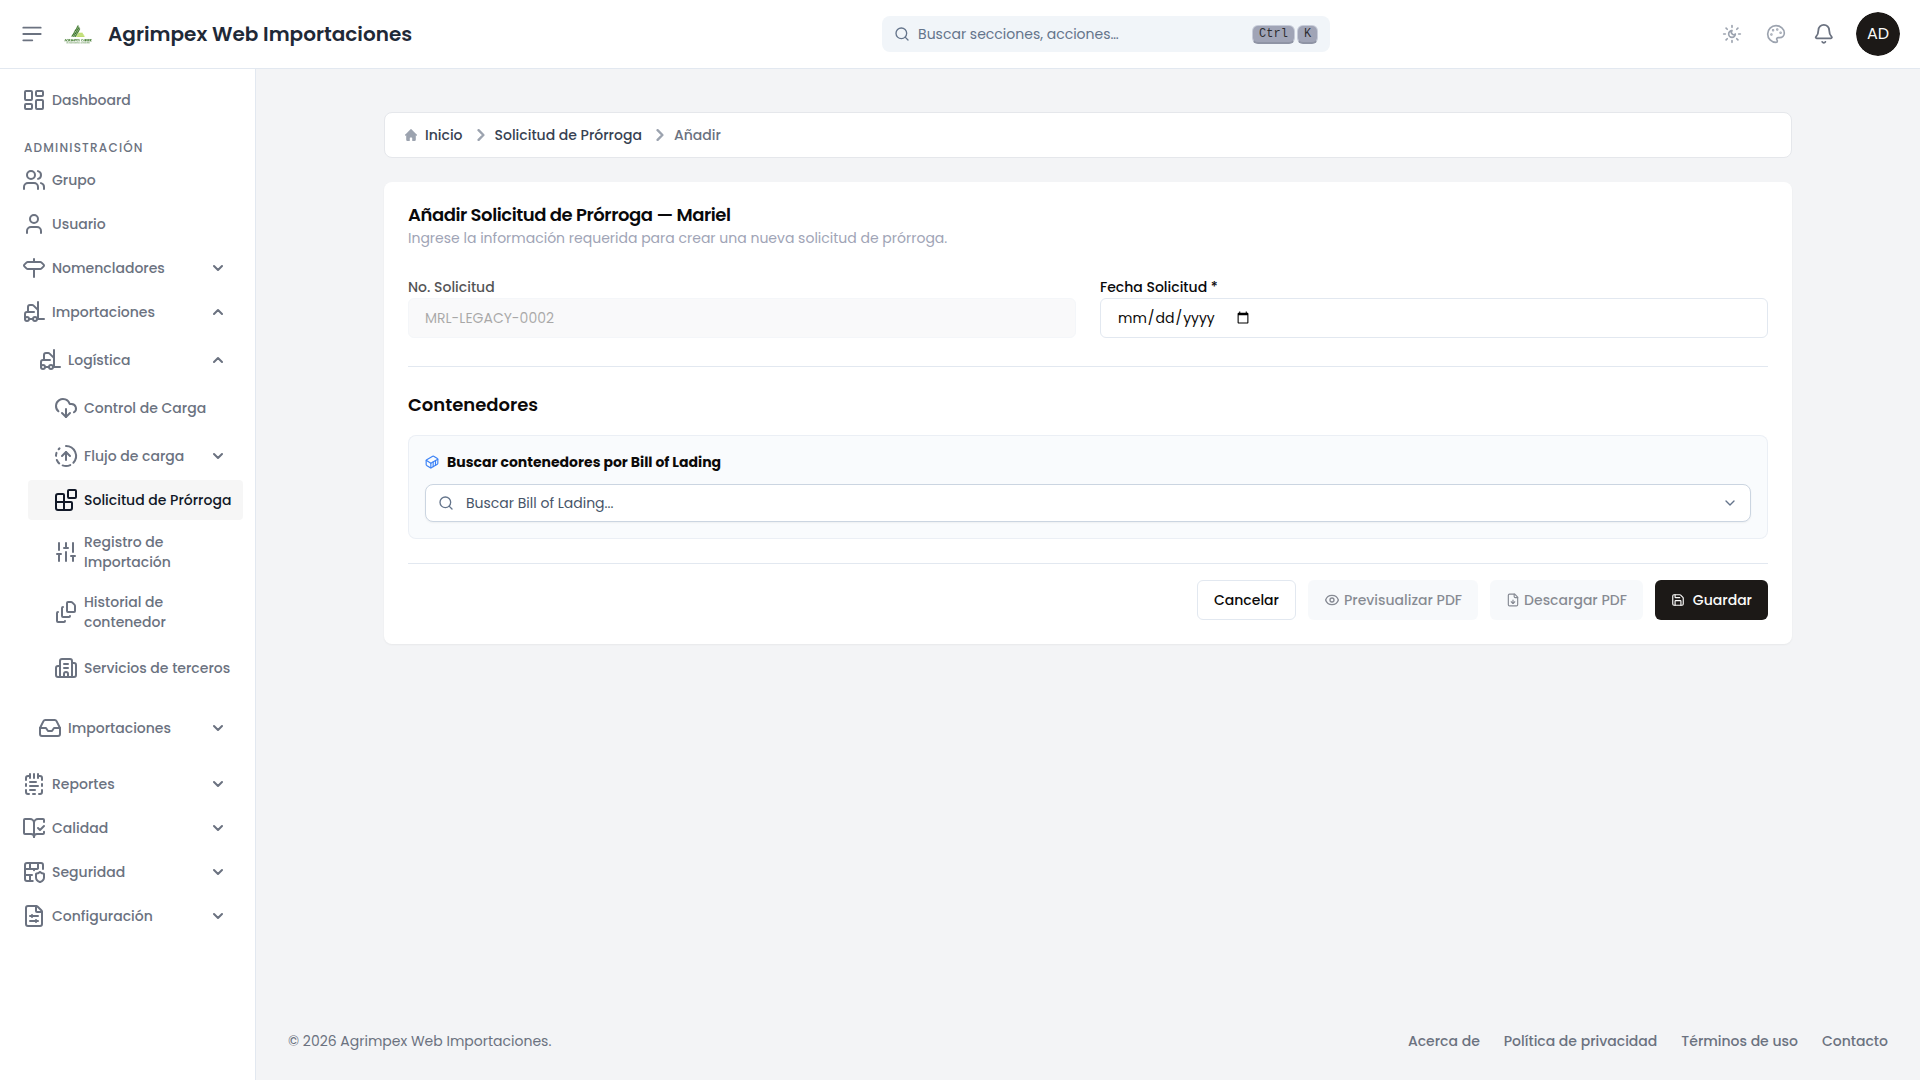 Agrimpex Web Importaciones
Buscar secciones, acciones...
Ctrl K
AD
Dashboard
ADMINISTRACIÓN
Grupo
Usuario
Nomencladores
Importaciones
Logística
Control de Carga
Flujo de carga
Solicitud de Prórroga
Registro de
Importación
Historial de
contenedor
Servicios de terceros
Importaciones
Reportes
Calidad
Seguridad
Configuración
Inicio > Solicitud de Prórroga > Añadir
Añadir Solicitud de Prórroga — Mariel
Ingrese la información requerida para crear una nueva solicitud de prórroga.
No. Solicitud
MRL-LEGACY-0002
Fecha Solicitud *
mm/dd/yyyy
Contenedores
Buscar contenedores por Bill of Lading
Buscar Bill of Lading...
Cancelar
Previsualizar PDF
Descargar PDF
Guardar
© 2026 Agrimpex Web Importaciones.
Acerca de
Política de privacidad
Términos de uso
Contacto